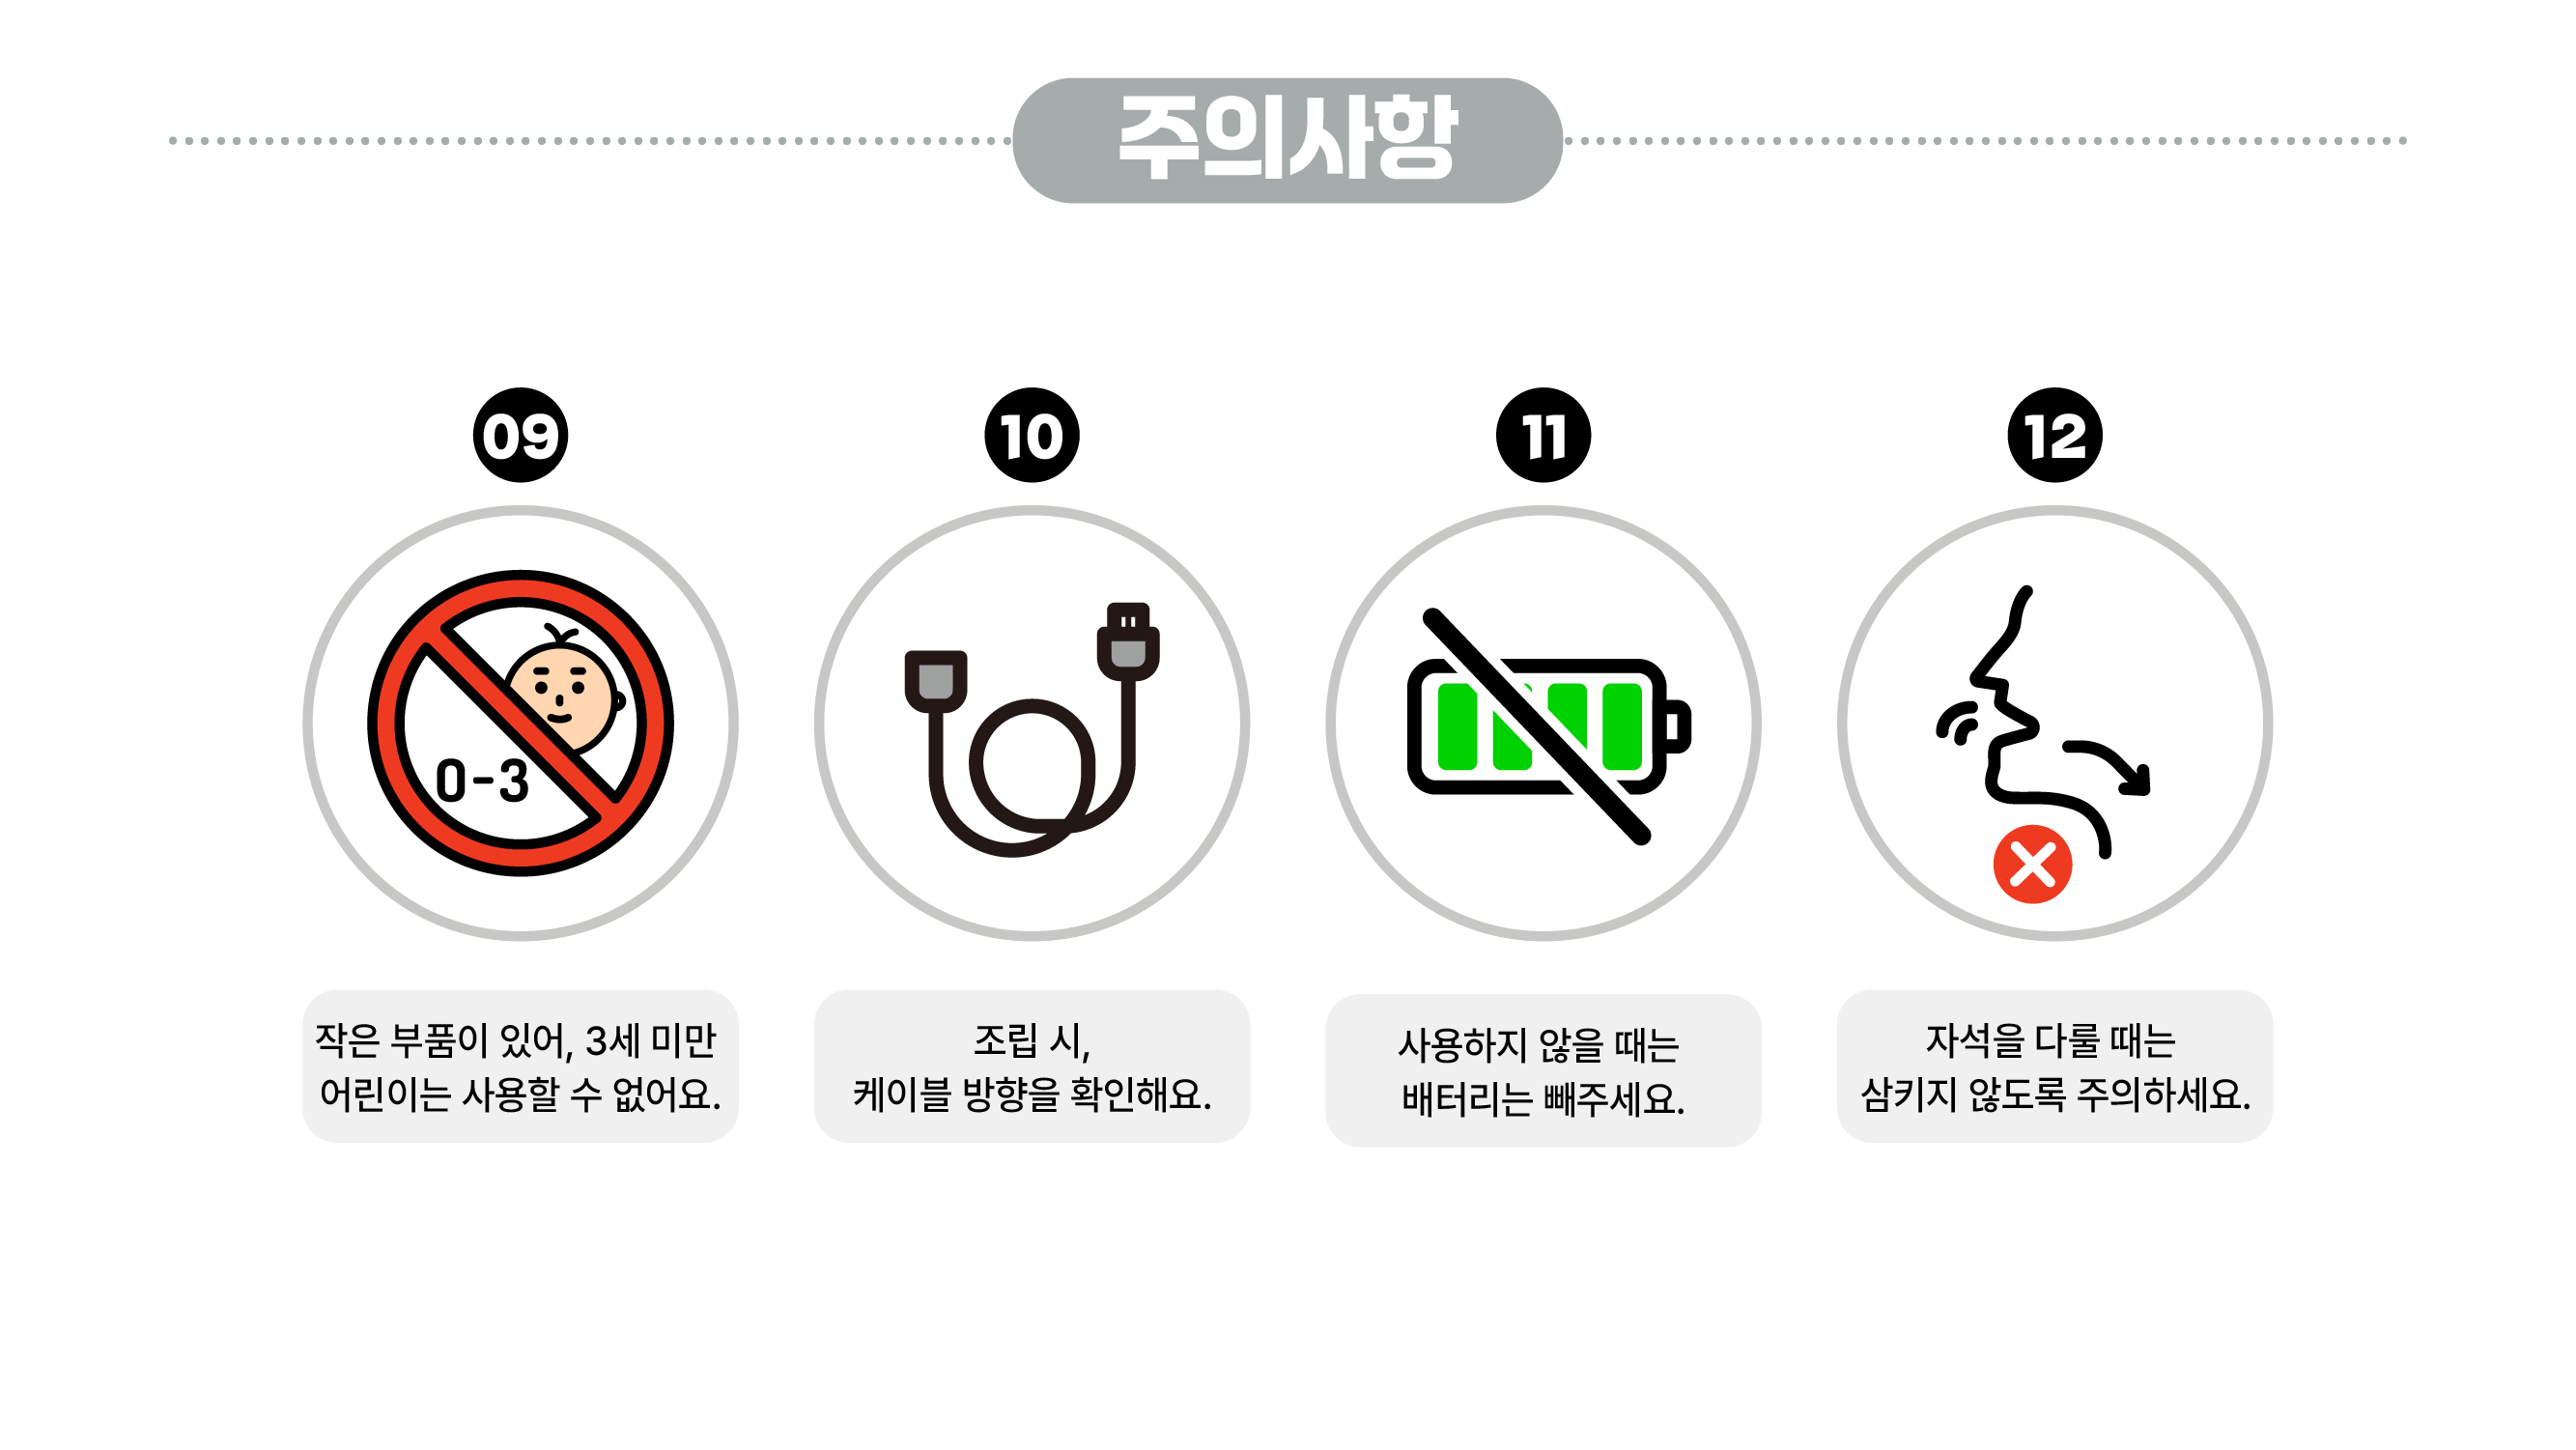 주의사항
09
0-3
작은 부품이 있어, 3세 미만
어린이는 사용할 수 없어요.
10
조립 시,
케이블 방향을 확인해요.
11
사용하지 않을 때는
배터리는 빼주세요.
12
자석을 다룰 때는
삼키지 않도록 주의하세요.